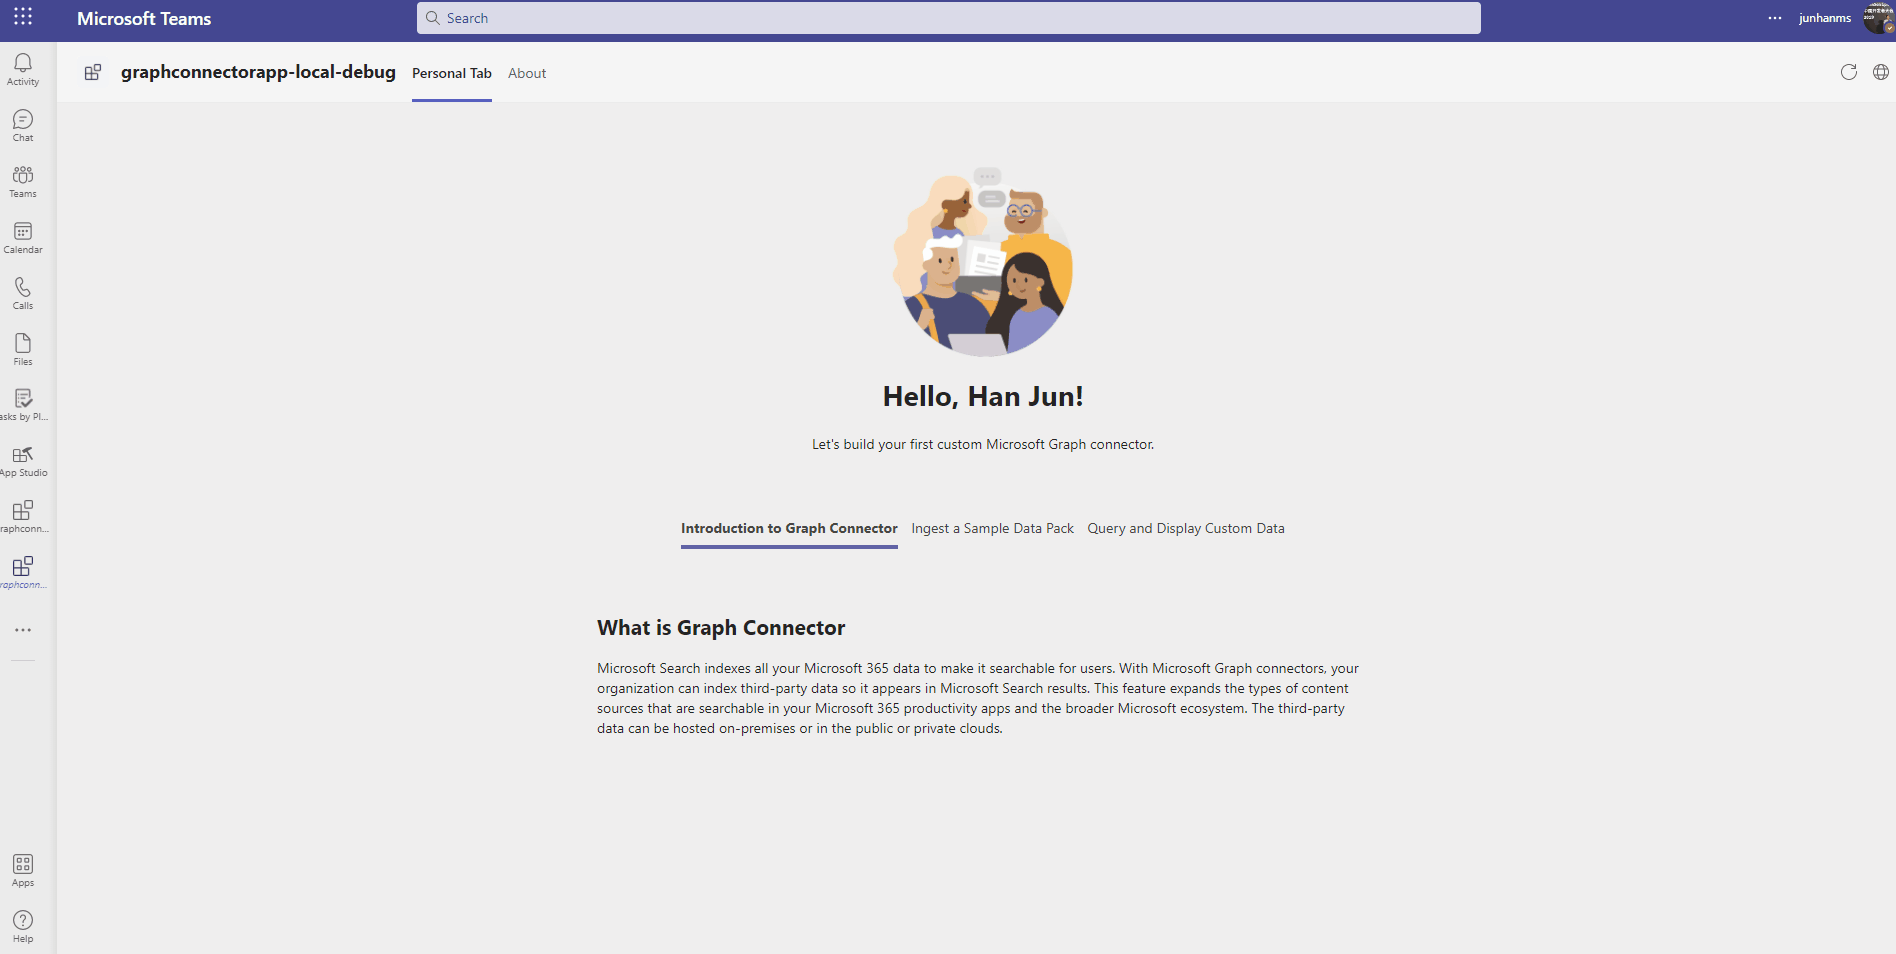 Microsoft Teams
Search
junhanms
Activity
Chat
Teams
Calendar
Calls
Files
asks by Pl...
App Studio
raphconn...
raphconn...
Apps
Help
graphconnectorapp-local-debug Personal Tab About
Hello, Han Jun!
Let's build your first custom Microsoft Graph connector.
Introduction to Graph Connector Ingest a Sample Data Pack Query and Display Custom Data
What is Graph Connector
Microsoft Search indexes all your Microsoft 365 data to make it searchable for users. With Microsoft Graph connectors, your
organization can index third-party data so it appears in Microsoft Search results. This feature expands the types of content
sources that are searchable in your Microsoft 365 productivity apps and the broader Microsoft ecosystem. The third-party
data can be hosted on-premises or in the public or private clouds.